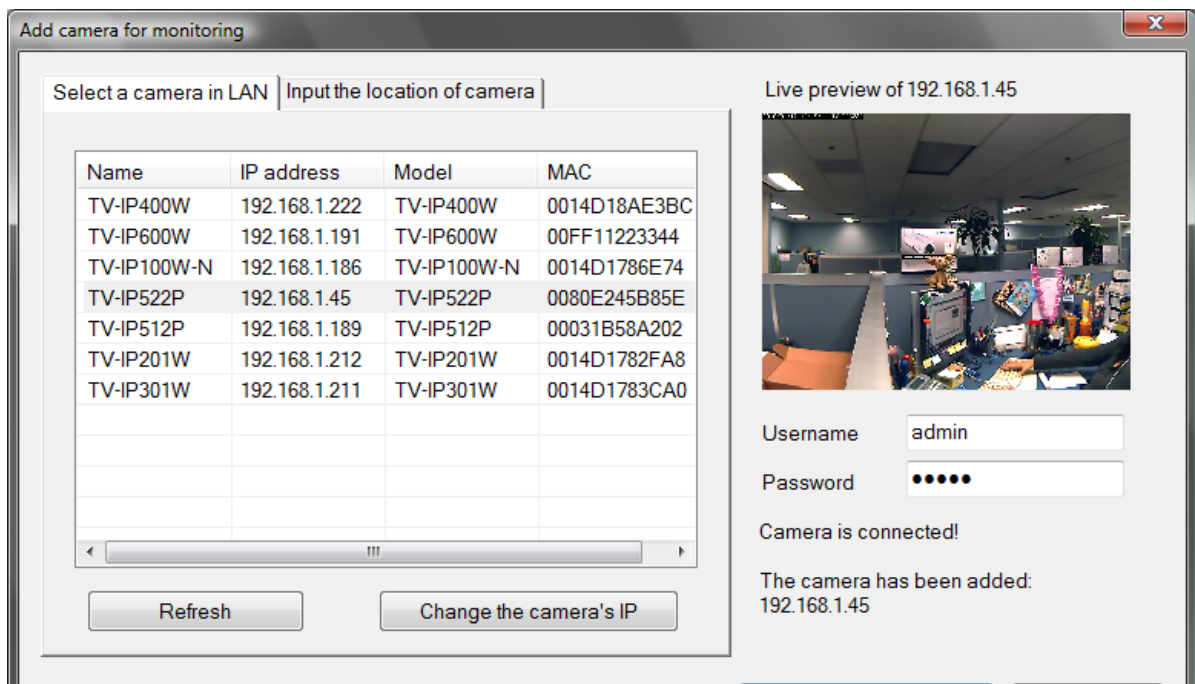 Add camera for monitoring
Select a camera in LAN
Input the location of camera
Name IP address Model MAC
TV-IP400W 192.168.1.222 TV-IP400W 0014D18AE3BC
TV-IP600W 192.168.1.191 TV-IP600W 00FF11223344
TV-IP100W-N 192.168.1.186 TV-IP100W-N 0014D1786E74
TV-IP522P 192.168.1.45 TV-IP522P 0080E245B85E
TV-IP512P 192.168.1.189 TV-IP512P 00031B58A202
TV-IP201W 192.168.1.212 TV-IP201W 0014D1782FA8
TV-IP301W 192.168.1.211 TV-IP301W 0014D1783CA0
Refresh
Change the camera's IP
Live preview of 192.168.1.45
Username admin
Password
Camera is connected!
The camera has been added:
192.168.1.45